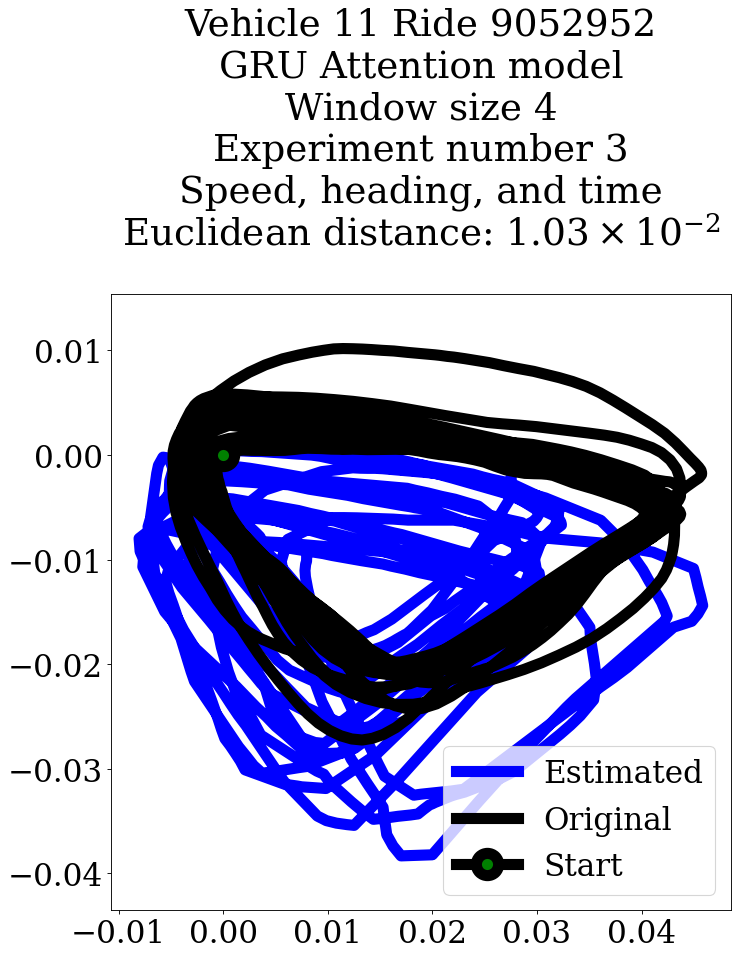 Vehicle 11 Ride 9052952
GRU Attention model
Window size 4
Experiment number 3
Speed, heading, and time
Euclidean distance: 1.03 × 10⁻²
0.01
0.00
−0.01
−0.02
−0.03
−0.04
Estimated
Original
Start
−0.01 0.00 0.01 0.02 0.03 0.04